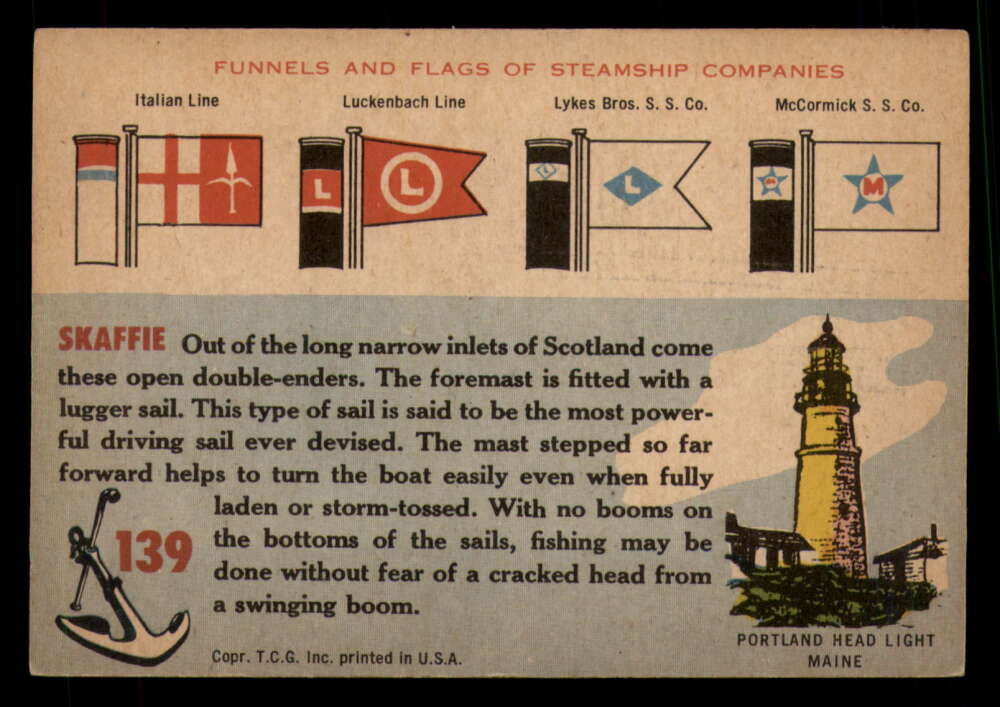 FUNNELS AND FLAGS OF STEAMSHIP COMPANIES
Italian Line Luckenbach Line Lykes Bros. S. S. Co. McCormick S. S. Co.
L L L L M M
SKAFFIE Out of the long narrow inlets of Scotland come
these open double-enders. The foremast is fitted with a
lugger sail. This type of sail is said to be the most power-
ful driving sail ever devised. The mast stepped so far
forward helps to turn the boat easily even when fully
laden or storm-tossed. With no booms on
the bottoms of the sails, fishing may be
done without fear of a cracked head from
a swinging boom.
139
Copr. T.C.G. Inc. printed in U.S.A.
PORTLAND HEAD LIGHT
MAINE